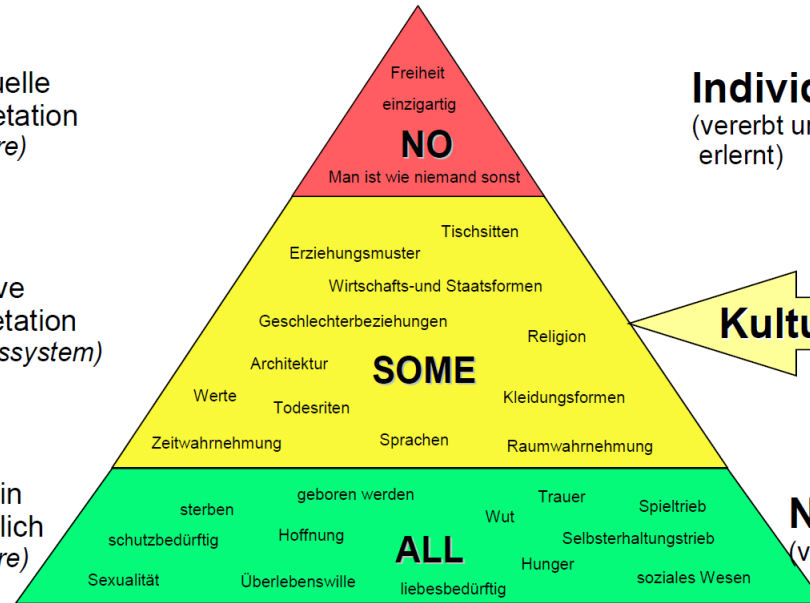 Freiheit
einzigartig
NO
Man ist wie niemand sonst
uelle
etation
re)
Individ
(vererbt un
erlernt)
Tischsitten
Erziehungsmuster
Wirtschafts-und Staatsformen
Geschlechterbeziehungen
Religion
Architektur
SOME
Werte
Todesriten
Kleidungsformen
Zeitwahrnehmung
Sprachen
Raumwahrnehmung
ve
etation
ssystem)
Kultu
geboren werden
Trauer
sterben
Wut
Spieltrieb
schutzbedürftig
Hoffnung
ALL
Selbsterhaltungstrieb
Hunger
Sexualität
Überlebenswille
liebesbedürftig
soziales Wesen
in
lich
re)
N
(v